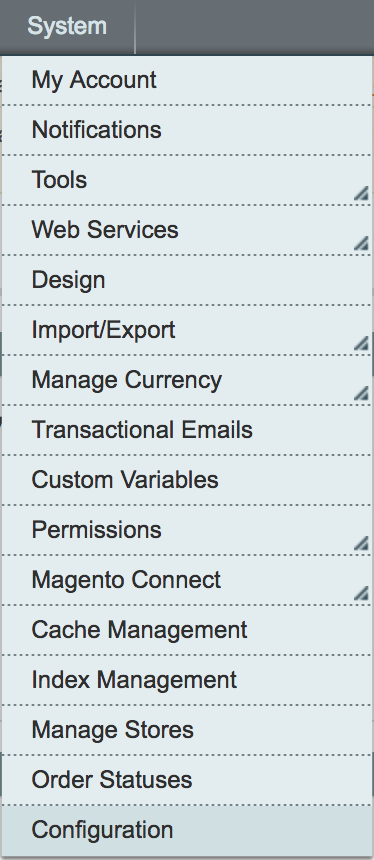 System
My Account
Notifications
Tools
Web Services
Design
Import/Export
Manage Currency
Transactional Emails
Custom Variables
Permissions
Magento Connect
Cache Management
Index Management
Manage Stores
Order Statuses
Configuration